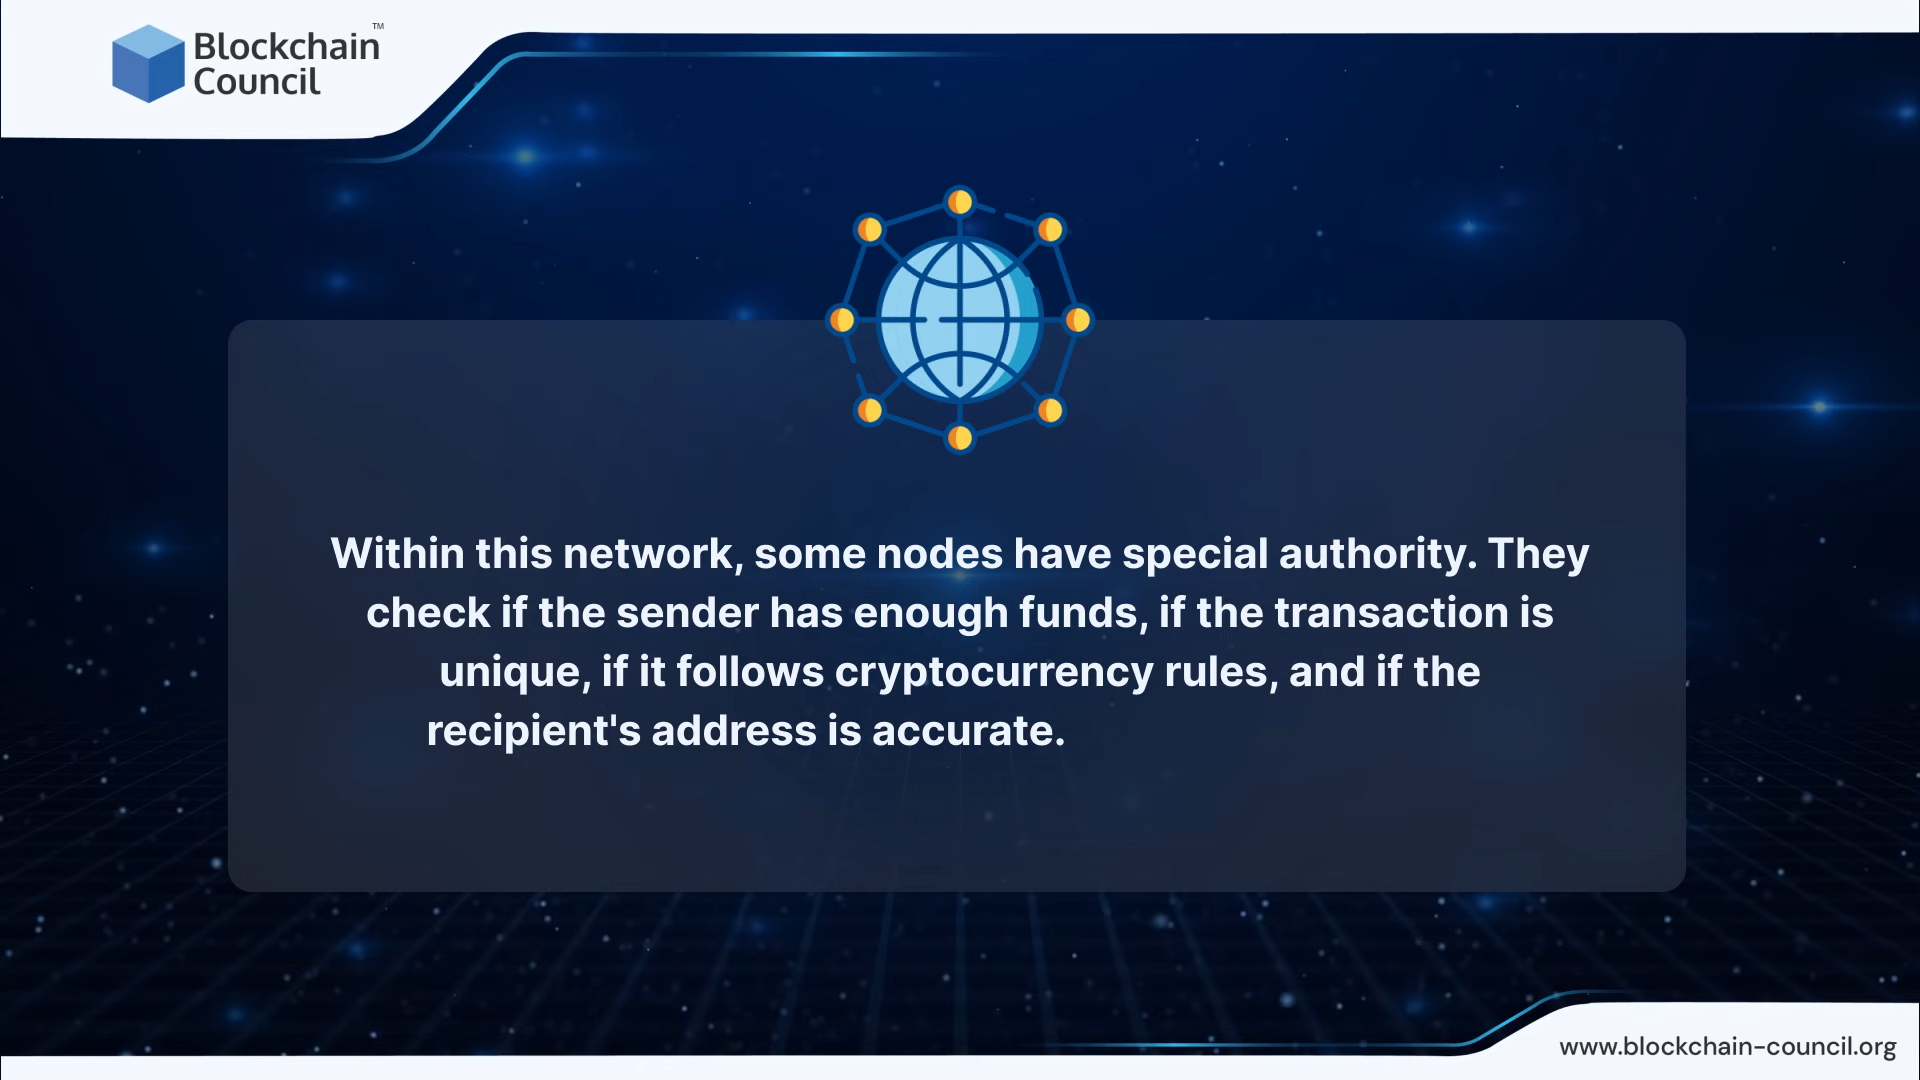 Blockchain™
Council
Within this network, some nodes have special authority. They
check if the sender has enough funds, if the transaction is
unique, if it follows cryptocurrency rules, and if the
recipient's address is accurate.
www.blockchain-council.org